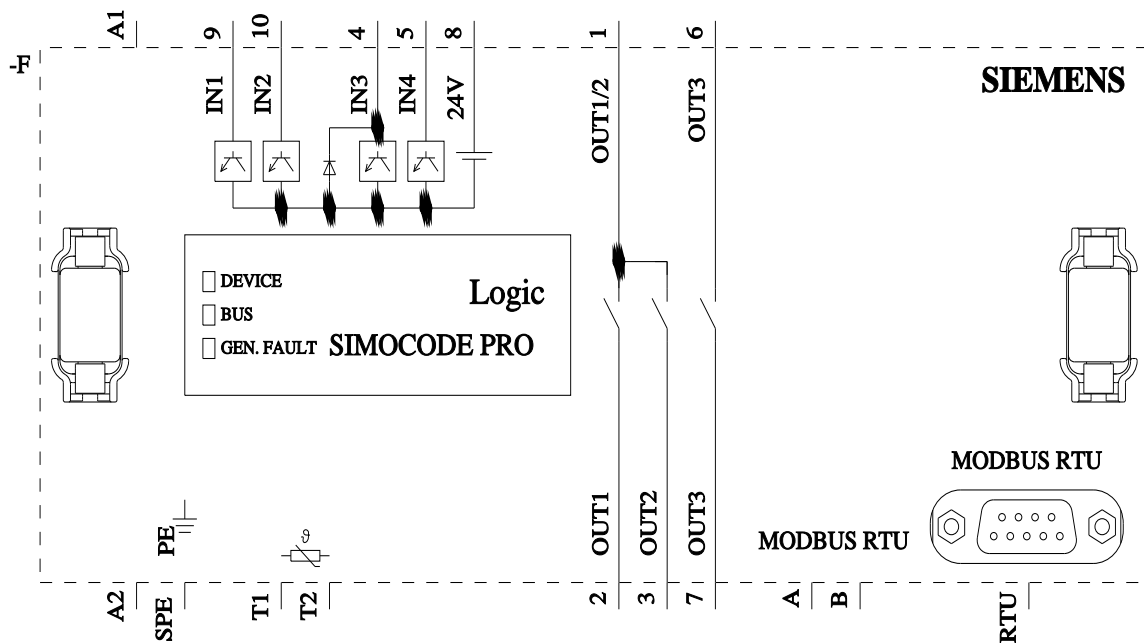 A1
9
10
4
5
8
1
6
-F
IN1
IN2
IN3
IN4
24V
OUT1/2
OUT3
SIEMENS
DEVICE
BUS
GEN. FAULT
Logic
SIMOCODE PRO
MODBUS RTU
PE
ϑ
OUT1
OUT2
OUT3
MODBUS RTU
A2
SPE
T1
T2
2
3
7
A
B
RTU